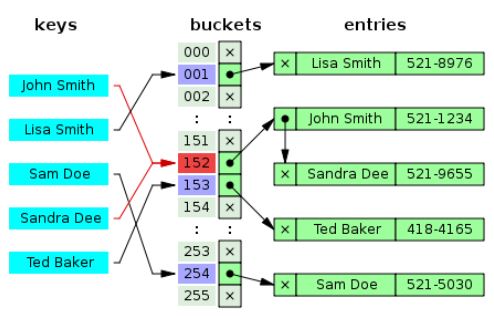 keys buckets entries
000 ×
× Lisa Smith 521-8976
John Smith 001
002 ×
: :
John Smith 521-1234
Lisa Smith 151 ×
152
Sam Doe × Sandra Dee 521-9655
153
154 ×
Sandra Dee
: : × Ted Baker 418-4165
253 ×
Ted Baker
254 × Sam Doe 521-5030
255 ×